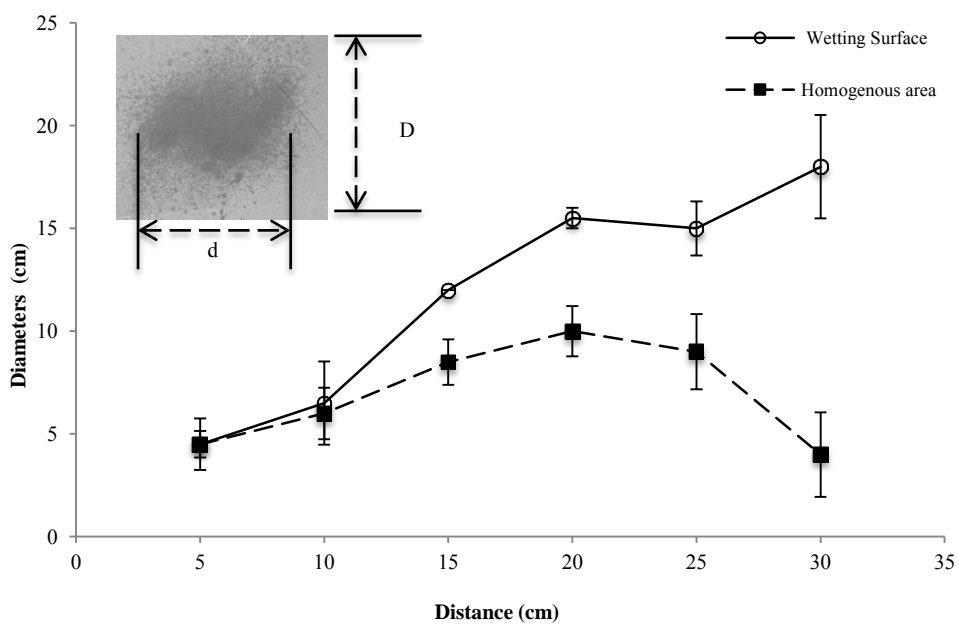 25
20
15
10
5
0
0 5 10 15 20 25 30 35
Diameters (cm)
Distance (cm)
Wetting Surface
Homogenous area
D
d